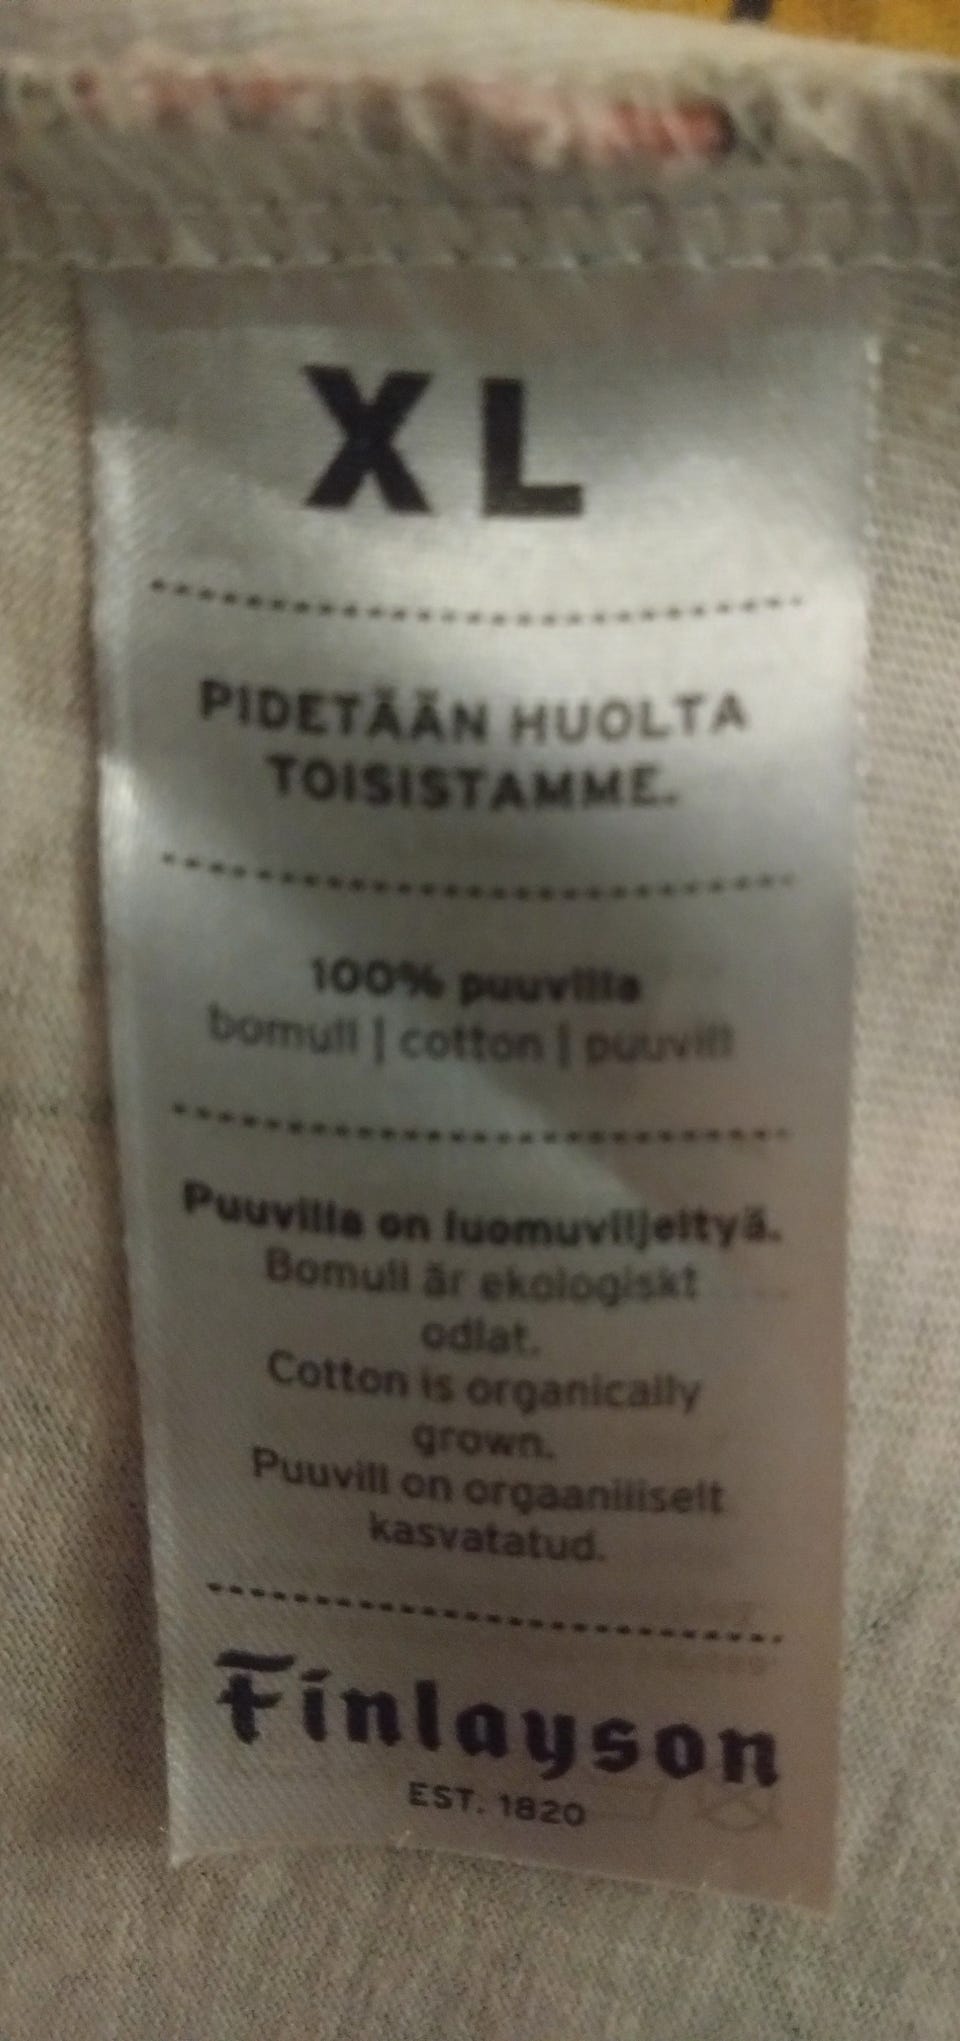 XL
PIDETÄÄN HUOLTA
TOISISTAMME.
100% puuvilla
bomull | cotton | puuvill
Puuvilla on luomuviljeltyä.
Bomull är ekologiskt
odlat.
Cotton is organically
grown.
Puuvill on orgaaniliselt
kasvatatud.
Finlayson
EST. 1820